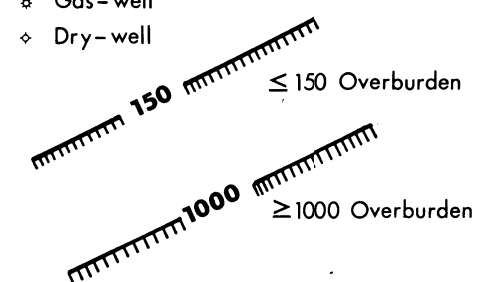 Gas-well
Dry-well
150
≤ 150 Overburden
1000
≥1000 Overburden